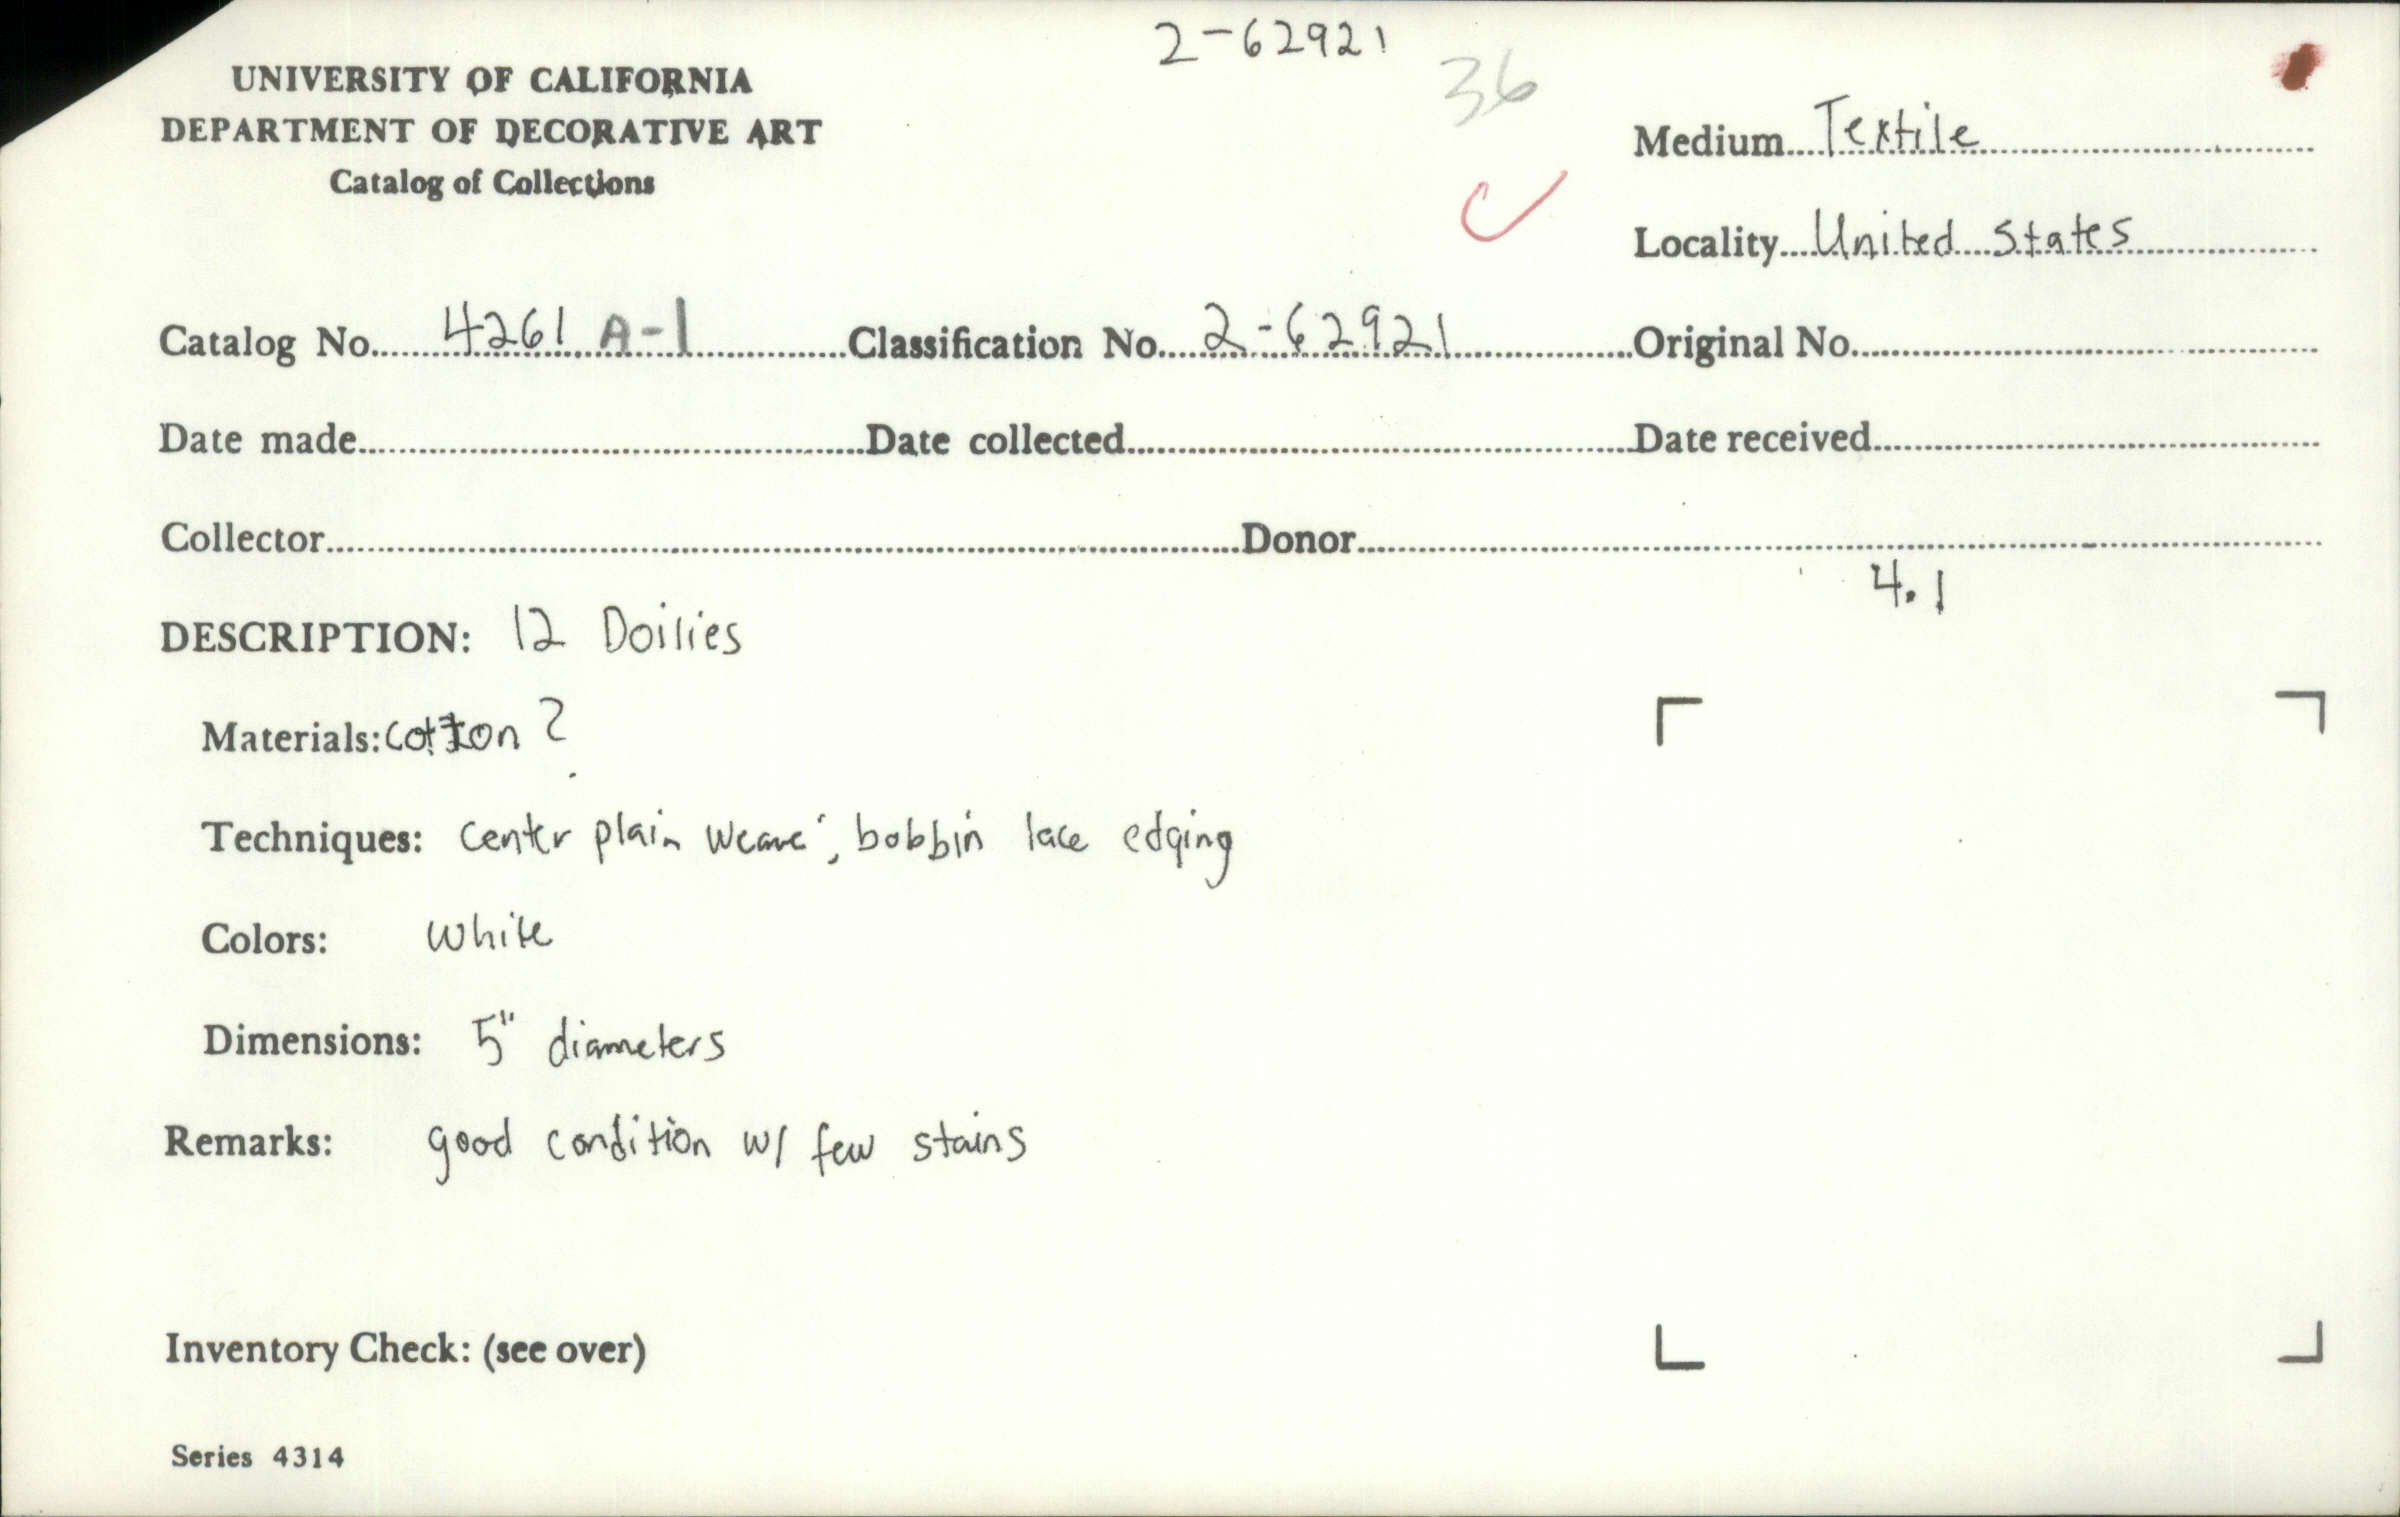 2-62921
36
UNIVERSITY OF CALIFORNIA
DEPARTMENT OF DECORATIVE ART
Catalog of Collections
Medium Textile
Locality United States
Catalog No. 4261 A-1 Classification No. 2-62921 Original No.
Date made Date collected Date received
Collector Donor
4.1
DESCRIPTION: 12 Doilies
Materials: cotton ?
Techniques: center plain weave; bobbin lace edging
Colors: white
Dimensions: 5" diameters
Remarks: good condition w/ few stains
Inventory Check: (see over)
Series 4314